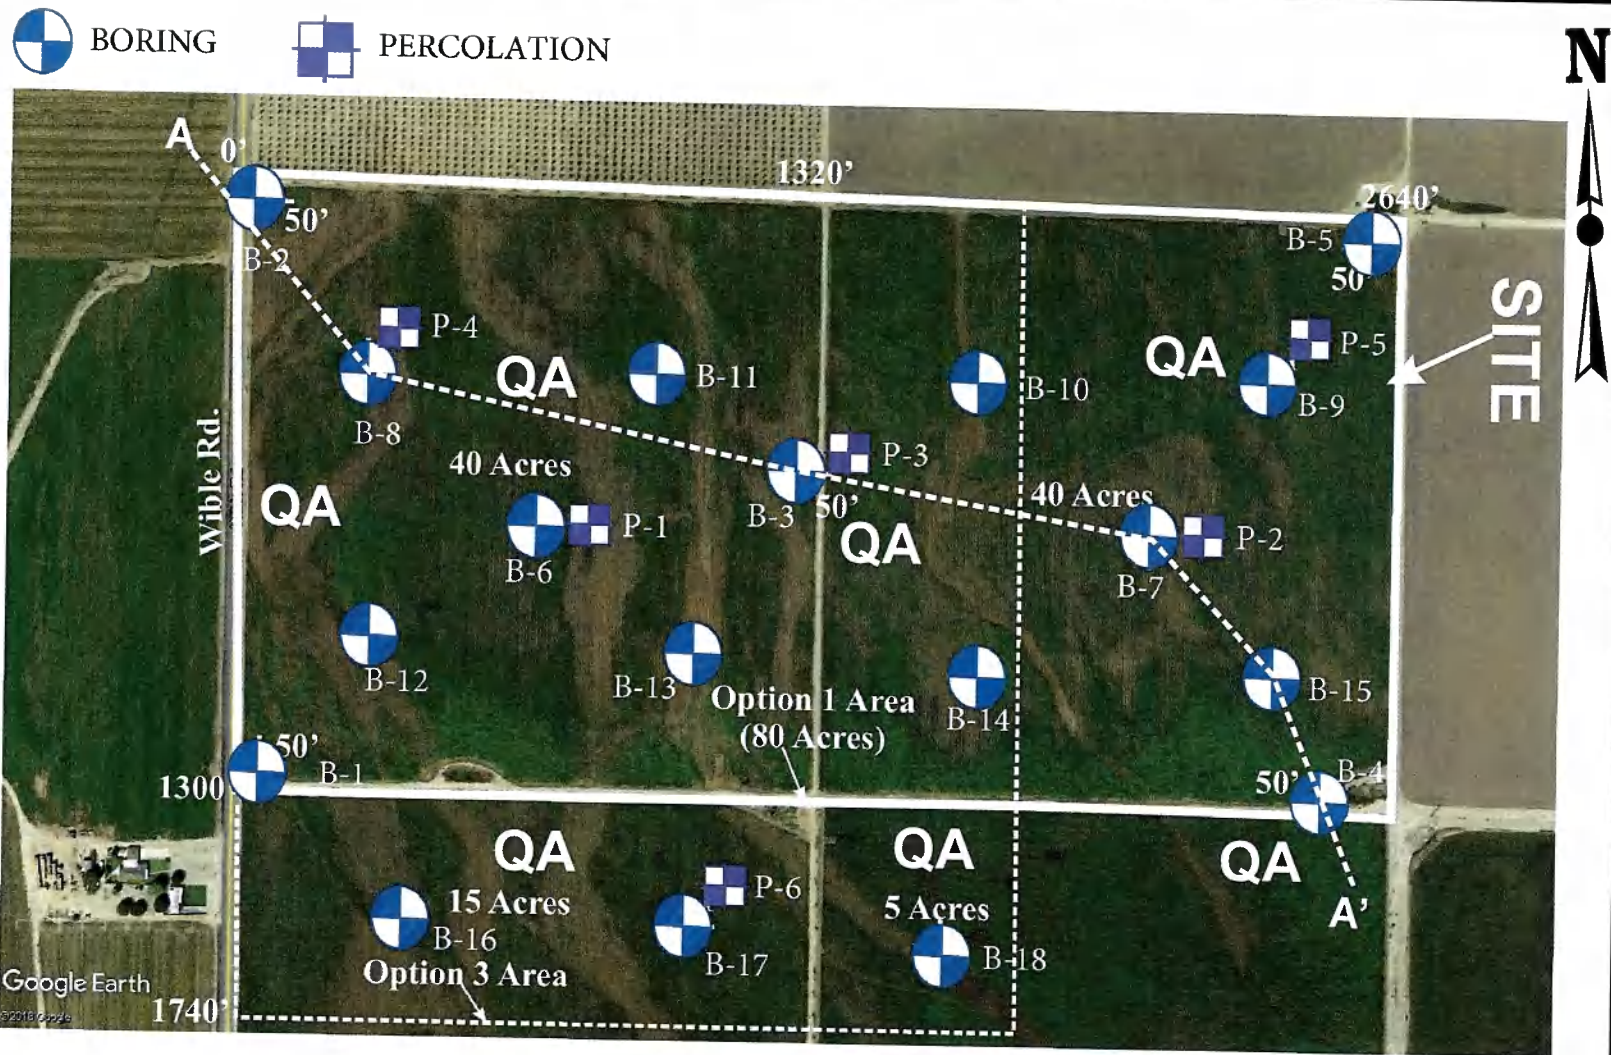 BORING
PERCOLATION
N
A
0'
1320'
2640'
50'
B-2
B-5
50'
SITE
P-4
P-5
QA
QA
B-11
B-10
B-9
B-8
Wible Rd.
40 Acres
P-3
QA
B-3
50'
40 Acres
P-1
QA
P-2
B-6
B-7
B-12
B-13
B-15
Option 1 Area
(80 Acres)
B-14
50'
B-1
1300
50'
B-4
QA
QA
QA
P-6
15 Acres
5 Acres
A'
B-16
B-17
B-18
Option 3 Area
Google Earth
©2018 Google
1740'